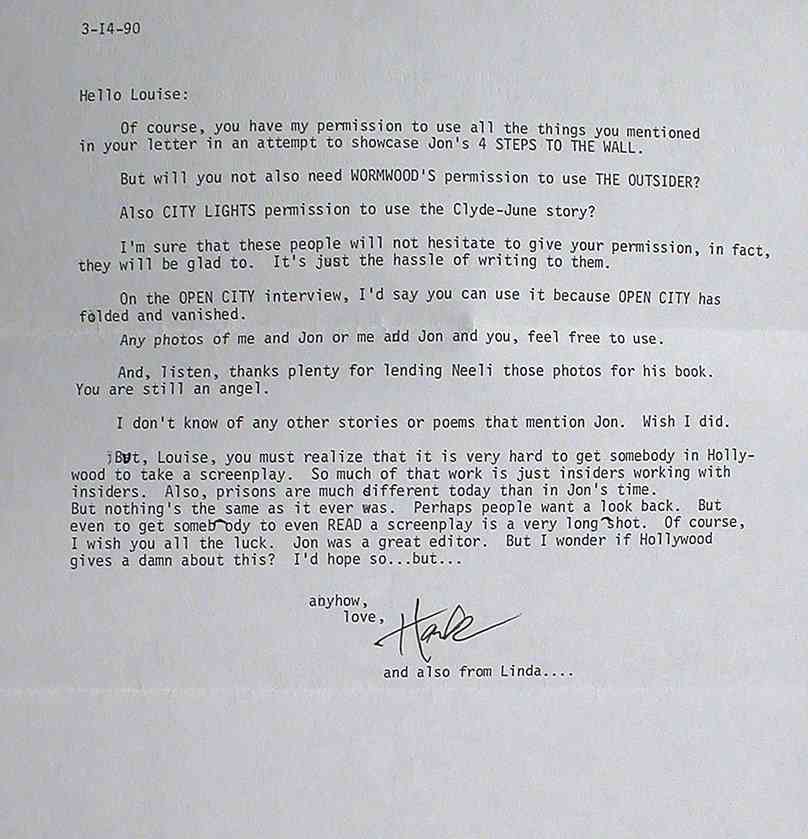 3-14-90
Hello Louise:
Of course, you have my permission to use all the things you mentioned
in your letter in an attempt to showcase Jon's 4 STEPS TO THE WALL.
But will you not also need WORMWOOD'S permission to use THE OUTSIDER?
Also CITY LIGHTS permission to use the Clyde-June story?
I'm sure that these people will not hesitate to give your permission, in fact,
they will be glad to. It's just the hassle of writing to them.
On the OPEN CITY interview, I'd say you can use it because OPEN CITY has
folded and vanished.
Any photos of me and Jon or me add Jon and you, feel free to use.
And, listen, thanks plenty for lending Neeli those photos for his book.
You are still an angel.
I don't know of any other stories or poems that mention Jon. Wish I did.
But, Louise, you must realize that it is very hard to get somebody in Holly-
wood to take a screenplay. So much of that work is just insiders working with
insiders. Also, prisons are much different today than in Jon's time.
But nothing's the same as it ever was. Perhaps people want a look back. But
even to get somebody to even READ a screenplay is a very long shot. Of course,
I wish you all the luck. Jon was a great editor. But I wonder if Hollywood
gives a damn about this? I'd hope so...but...
anyhow,
love,
Hank
and also from Linda....